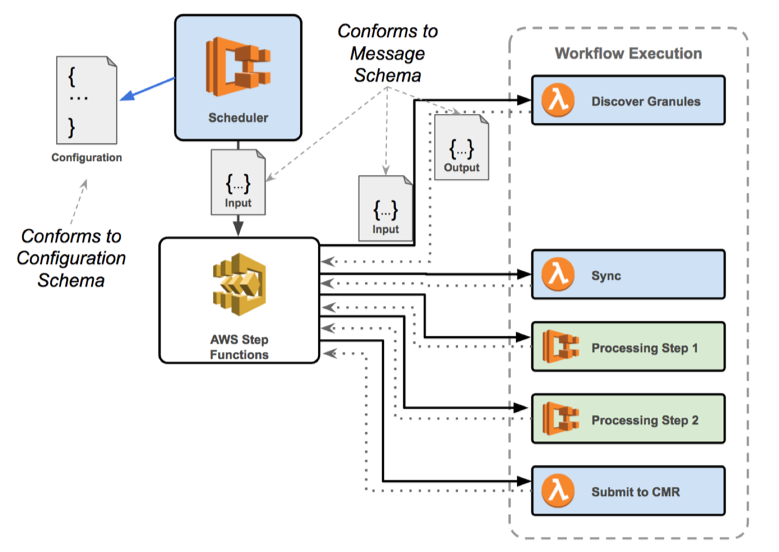 Conforms to
Message
Schema
Workflow Execution
{
...
}
Configuration
Scheduler
λ
Discover Granules
{...}
Output
{...}
Input
{...}
Input
Conforms to
Configuration
Schema
AWS Step
Functions
λ
Sync
Processing Step 1
Processing Step 2
λ
Submit to CMR